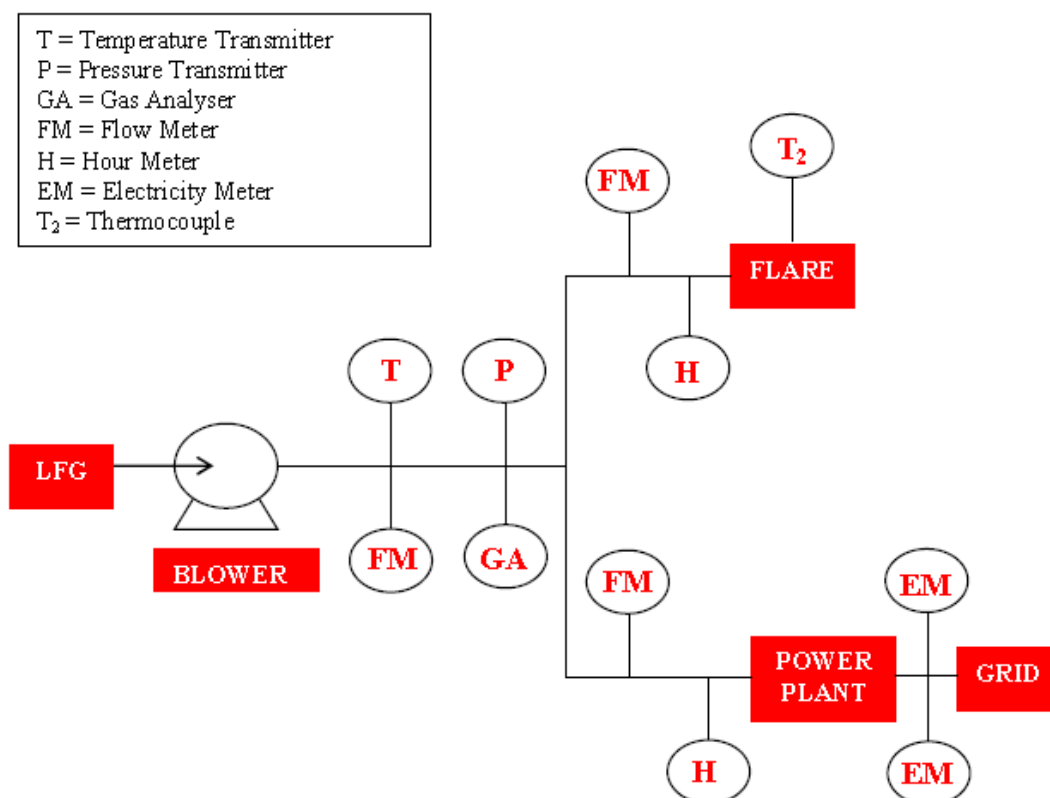 T = Temperature Transmitter
P = Pressure Transmitter
GA = Gas Analyser
FM = Flow Meter
H = Hour Meter
EM = Electricity Meter
T₂ = Thermocouple
T₂
FM
FLARE
H
T
P
LFG
BLOWER
FM
GA
FM
EM
POWER
PLANT
GRID
H
EM